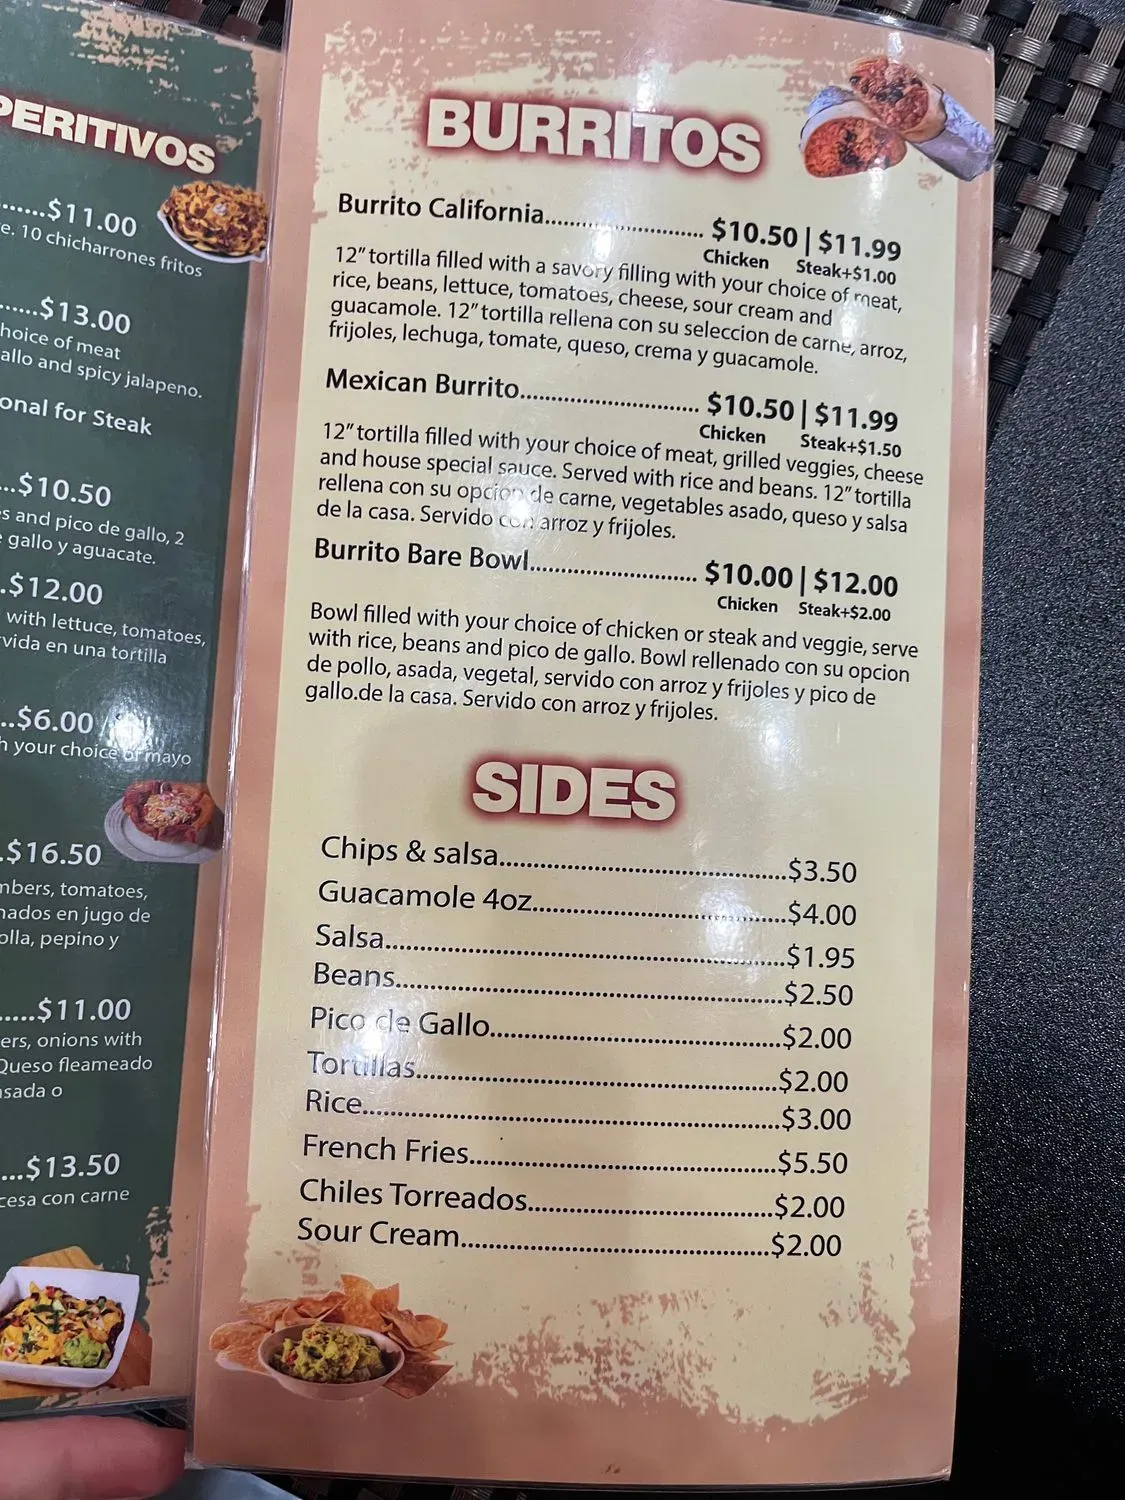 PERITIVOS
......$11.00
e. 10 chicharrones fritos
......$13.00
hoice of meat
allo and spicy jalapeno.
onal for Steak
...$10.50
s and pico de gallo, 2
gallo y aguacate.
.$12.00
with lettuce, tomatoes,
rvida en una tortilla
..$6.00
h your choice of mayo
.$16.50
mbers, tomatoes,
nados en jugo de
olla, pepino y
.....$11.00
ers, onions with
Queso fleameado
asada o
...$13.50
cesa con carne
BURRITOS
Burrito California........................... $10.50 | $11.99
Chicken Steak+$1.00
12" tortilla filled with a savory filling with your choice of meat,
rice, beans, lettuce, tomatoes, cheese, sour cream and
guacamole. 12" tortilla rellena con su seleccion de carne, arroz,
frijoles, lechuga, tomate, queso, crema y guacamole.
Mexican Burrito.............................. $10.50 | $11.99
Chicken Steak+$1.50
12" tortilla filled with your choice of meat, grilled veggies, cheese
and house special sauce. Served with rice and beans. 12" tortilla
rellena con su opcion de carne, vegetables asado, queso y salsa
de la casa. Servido con arroz y frijoles.
Burrito Bare Bowl............................ $10.00 | $12.00
Chicken Steak+$2.00
Bowl filled with your choice of chicken or steak and veggie, serve
with rice, beans and pico de gallo. Bowl rellenado con su opcion
de pollo, asada, vegetal, servido con arroz y frijoles y pico de
gallo.de la casa. Servido con arroz y frijoles.
SIDES
Chips & salsa..........................................$3.50
Guacamole 4oz.....................................$4.00
Salsa..........................................................$1.95
Beans........................................................$2.50
Pico de Gallo..........................................$2.00
Tortillas....................................................$2.00
Rice............................................................$3.00
French Fries............................................$5.50
Chiles Torreados...................................$2.00
Sour Cream............................................$2.00